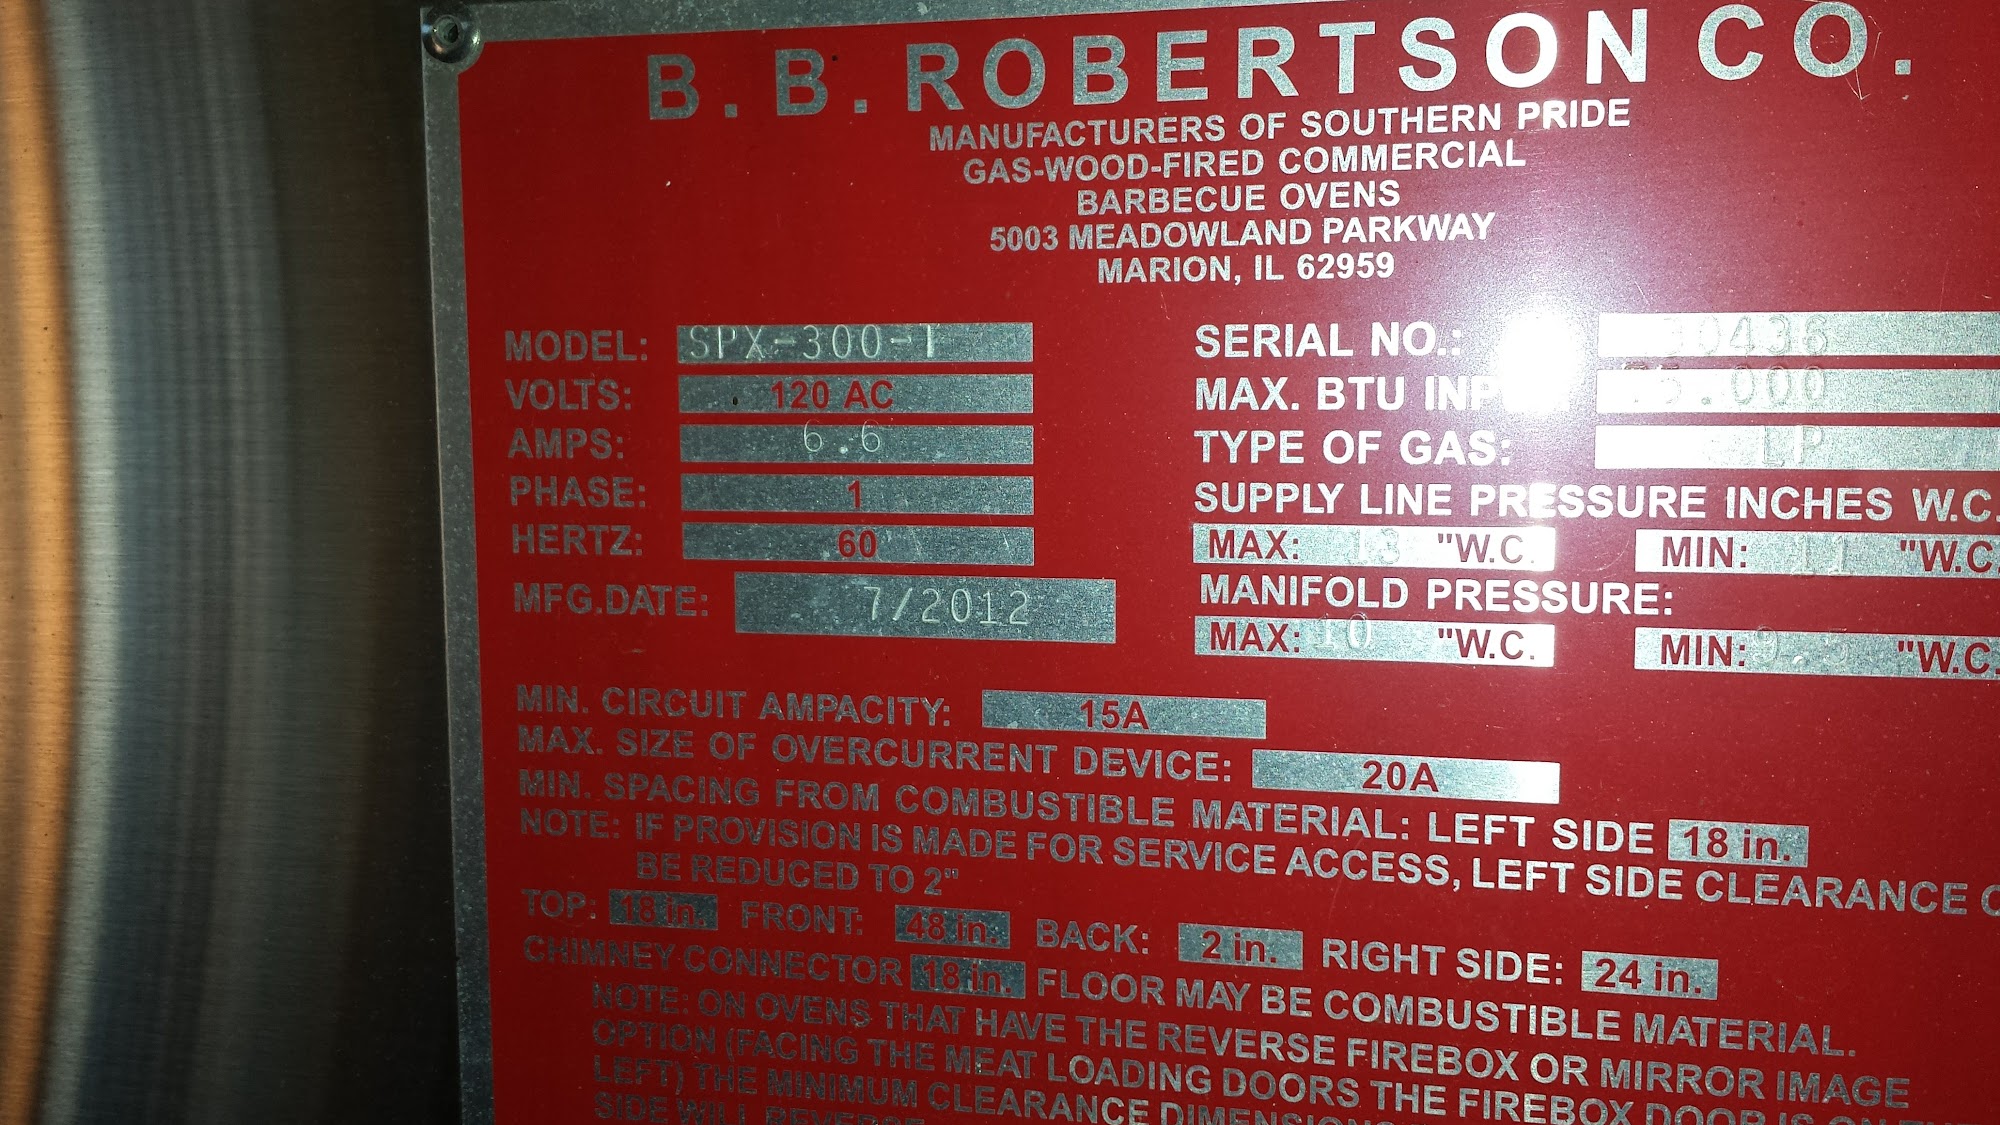 B. B. ROBERTSON CO.
MANUFACTURERS OF SOUTHERN PRIDE
GAS-WOOD-FIRED COMMERCIAL
BARBECUE OVENS
5003 MEADOWLAND PARKWAY
MARION, IL 62959
MODEL: SPX-300-T
VOLTS: 120 AC
AMPS: 6.6
PHASE: 1
HERTZ: 60
MFG.DATE: 7/2012
SERIAL NO.:
MAX. BTU
TYPE OF GAS: LP
SUPPLY LINE PRESSURE INCHES W.C.
MAX: 13 "W.C. MIN: 11 "W.C.
MANIFOLD PRESSURE:
MAX: 10 "W.C. MIN: 9.5 "W.C.
MIN. CIRCUIT AMPACITY: 15A
MAX. SIZE OF OVERCURRENT DEVICE: 20A
MIN. SPACING FROM COMBUSTIBLE MATERIAL: LEFT SIDE 18 in.
NOTE: IF PROVISION IS MADE FOR SERVICE ACCESS, LEFT SIDE CLEARANCE
BE REDUCED TO 2"
TOP: 18 in. FRONT: 48 in. BACK: 2 in. RIGHT SIDE: 24 in.
CHIMNEY CONNECTOR 18 in. FLOOR MAY BE COMBUSTIBLE MATERIAL.
NOTE: ON OVENS THAT HAVE THE REVERSE FIREBOX OR MIRROR IMAGE
OPTION (FACING THE MEAT LOADING DOORS THE FIREBOX DOOR IS ON THE
LEFT) THE MINIMUM CLEARANCE
SIDE WILL REVERSE